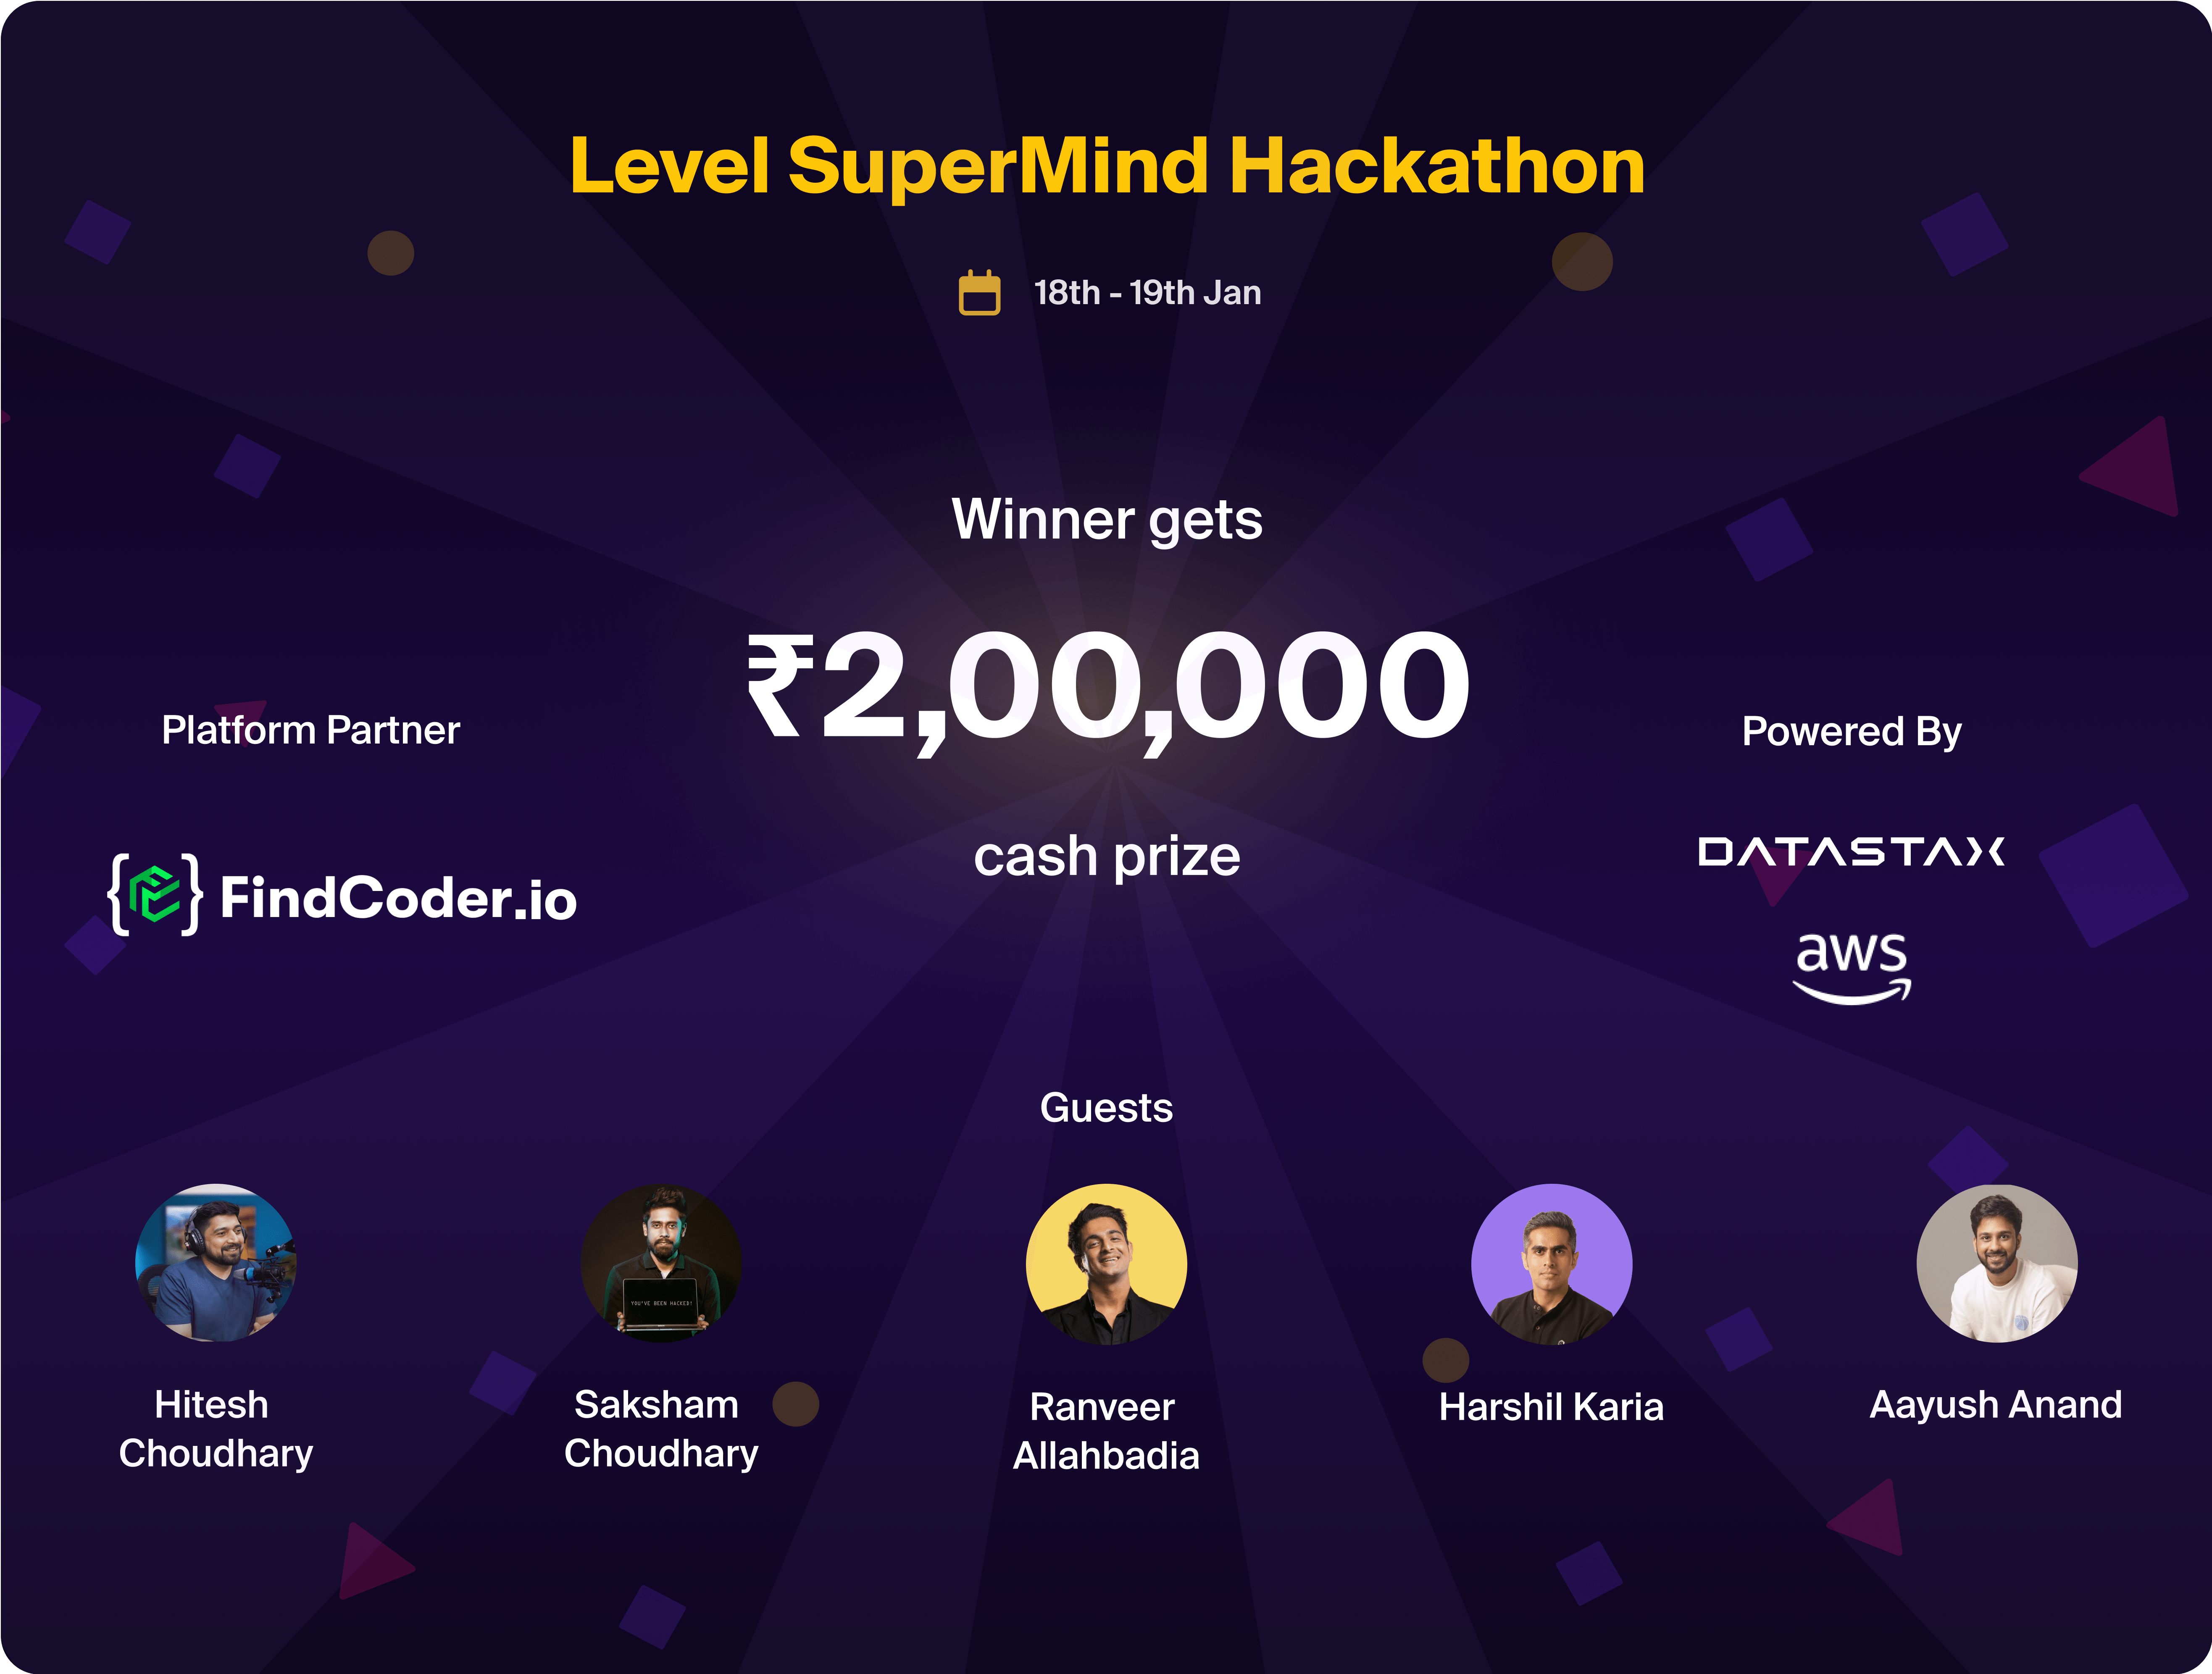 Level SuperMind Hackathon
18th - 19th Jan
Winner gets
₹2,00,000
cash prize
Platform Partner
FindCoder.io
Powered By
DATASTAX
aws
Guests
YOU'VE BEEN HACKED!
Hitesh
Choudhary
Saksham
Choudhary
Ranveer
Allahbadia
Harshil Karia
Aayush Anand